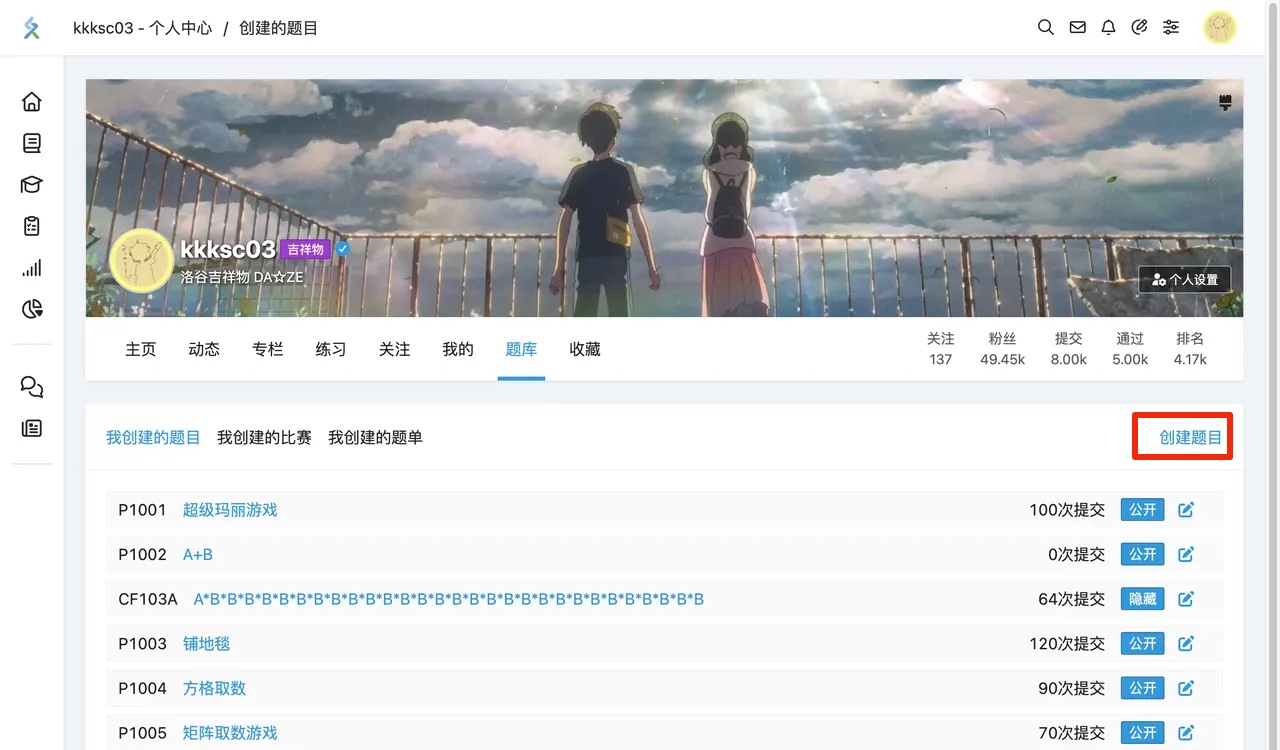 kkksc03 - 个人中心 / 创建的题目
kkksc03 吉祥物
洛谷吉祥物 DA☆ZE
个人设置
主页 动态 专栏 练习 关注 我的 题库 收藏
关注 粉丝 提交 通过 排名
137 49.45k 8.00k 5.00k 4.17k
我创建的题目 我创建的比赛 我创建的题单 创建题目
P1001 超级玛丽游戏 100次提交 公开
P1002 A+B 0次提交 公开
CF103A A*B*B*B*B*B*B*B*B*B*B*B*B*B*B*B*B*B*B*B*B*B*B*B*B*B*B*B*B*B 64次提交 隐藏
P1003 铺地毯 120次提交 公开
P1004 方格取数 90次提交 公开
P1005 矩阵取数游戏 70次提交 公开